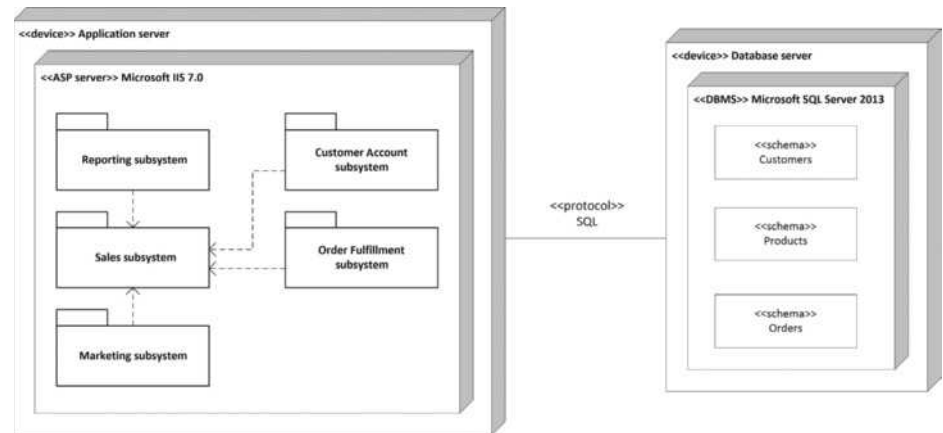 <<device>> Application server
<<ASP server>> Microsoft IIS 7.0
Reporting subsystem
Customer Account
subsystem
Sales subsystem
Order Fulfillment
subsystem
Marketing subsystem
<<protocol>>
SQL
<<device>> Database server
<<DBMS>> Microsoft SQL Server 2013
<<schema>>
Customers
<<schema>>
Products
<<schema>>
Orders